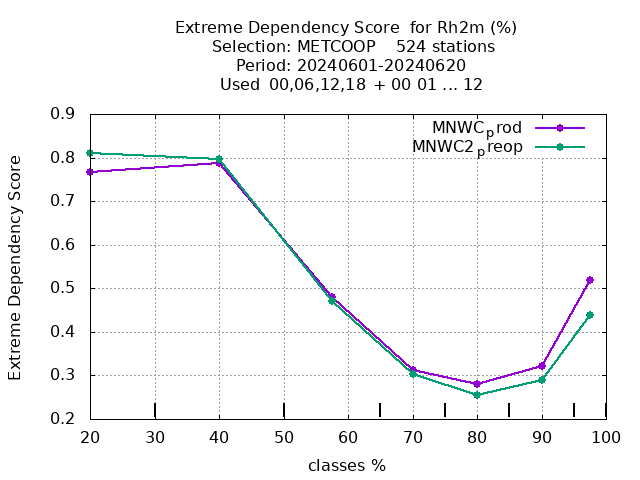 Extreme Dependency Score  for Rh2m (%)
Selection: METCOOP    524 stations
Period: 20240601-20240620
Used  00,06,12,18  + 00 01 ... 12
MNWCprod
MNWC2preop
Extreme Dependency Score
0.9
0.8
0.7
0.6
0.5
0.4
0.3
0.2
20 30 40 50 60 70 80 90 100
classes %